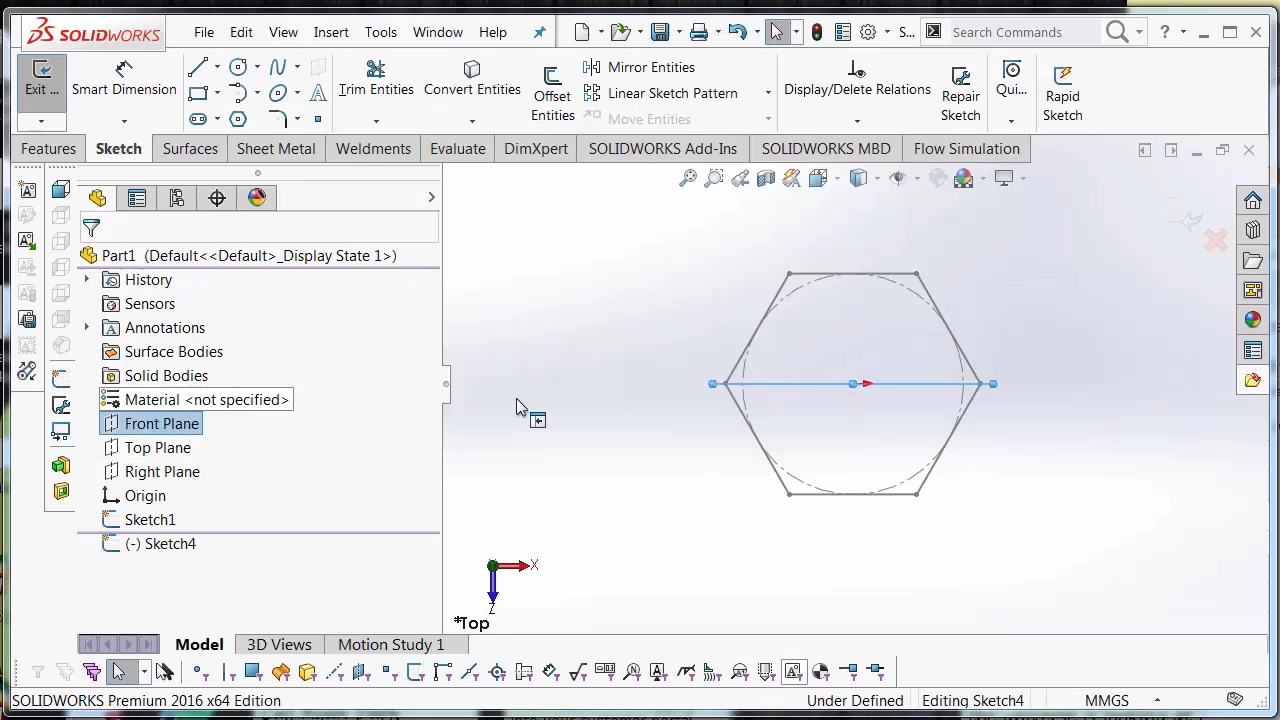 SOLIDWORKS
File Edit View Insert Tools Window Help
S...
Search Commands
Exit ...
Smart Dimension
Trim Entities
Convert Entities
Offset Entities
Mirror Entities
Linear Sketch Pattern
Move Entities
Display/Delete Relations
Repair Sketch
Qui...
Rapid Sketch
Features Sketch Surfaces Sheet Metal Weldments Evaluate DimXpert SOLIDWORKS Add-Ins SOLIDWORKS MBD Flow Simulation
Part1 (Default<<Default>_Display State 1>)
History
Sensors
Annotations
Surface Bodies
Solid Bodies
Material <not specified>
Front Plane
Top Plane
Right Plane
Origin
Sketch1
(-) Sketch4
X
Z
*Top
Model 3D Views Motion Study 1
SOLIDWORKS Premium 2016 x64 Edition
Under Defined Editing Sketch4 MMGS